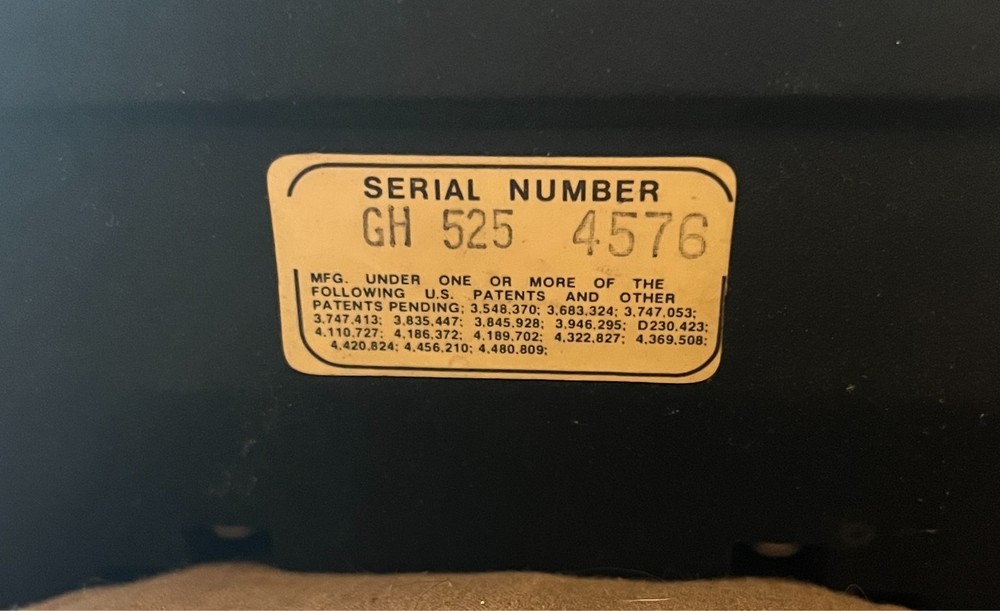 SERIAL NUMBER
GH 525 4576
MFG. UNDER ONE OR MORE OF THE
FOLLOWING U.S. PATENTS AND OTHER
PATENTS PENDING; 3,548,370; 3,683,324; 3,747,053;
3,747,413; 3,835,447; 3,845,928; 3,946,295; D230,423;
4,110,727; 4,186,372; 4,189,702; 4,322,827; 4,369,508;
4,420,824; 4,456,210; 4,480,809;